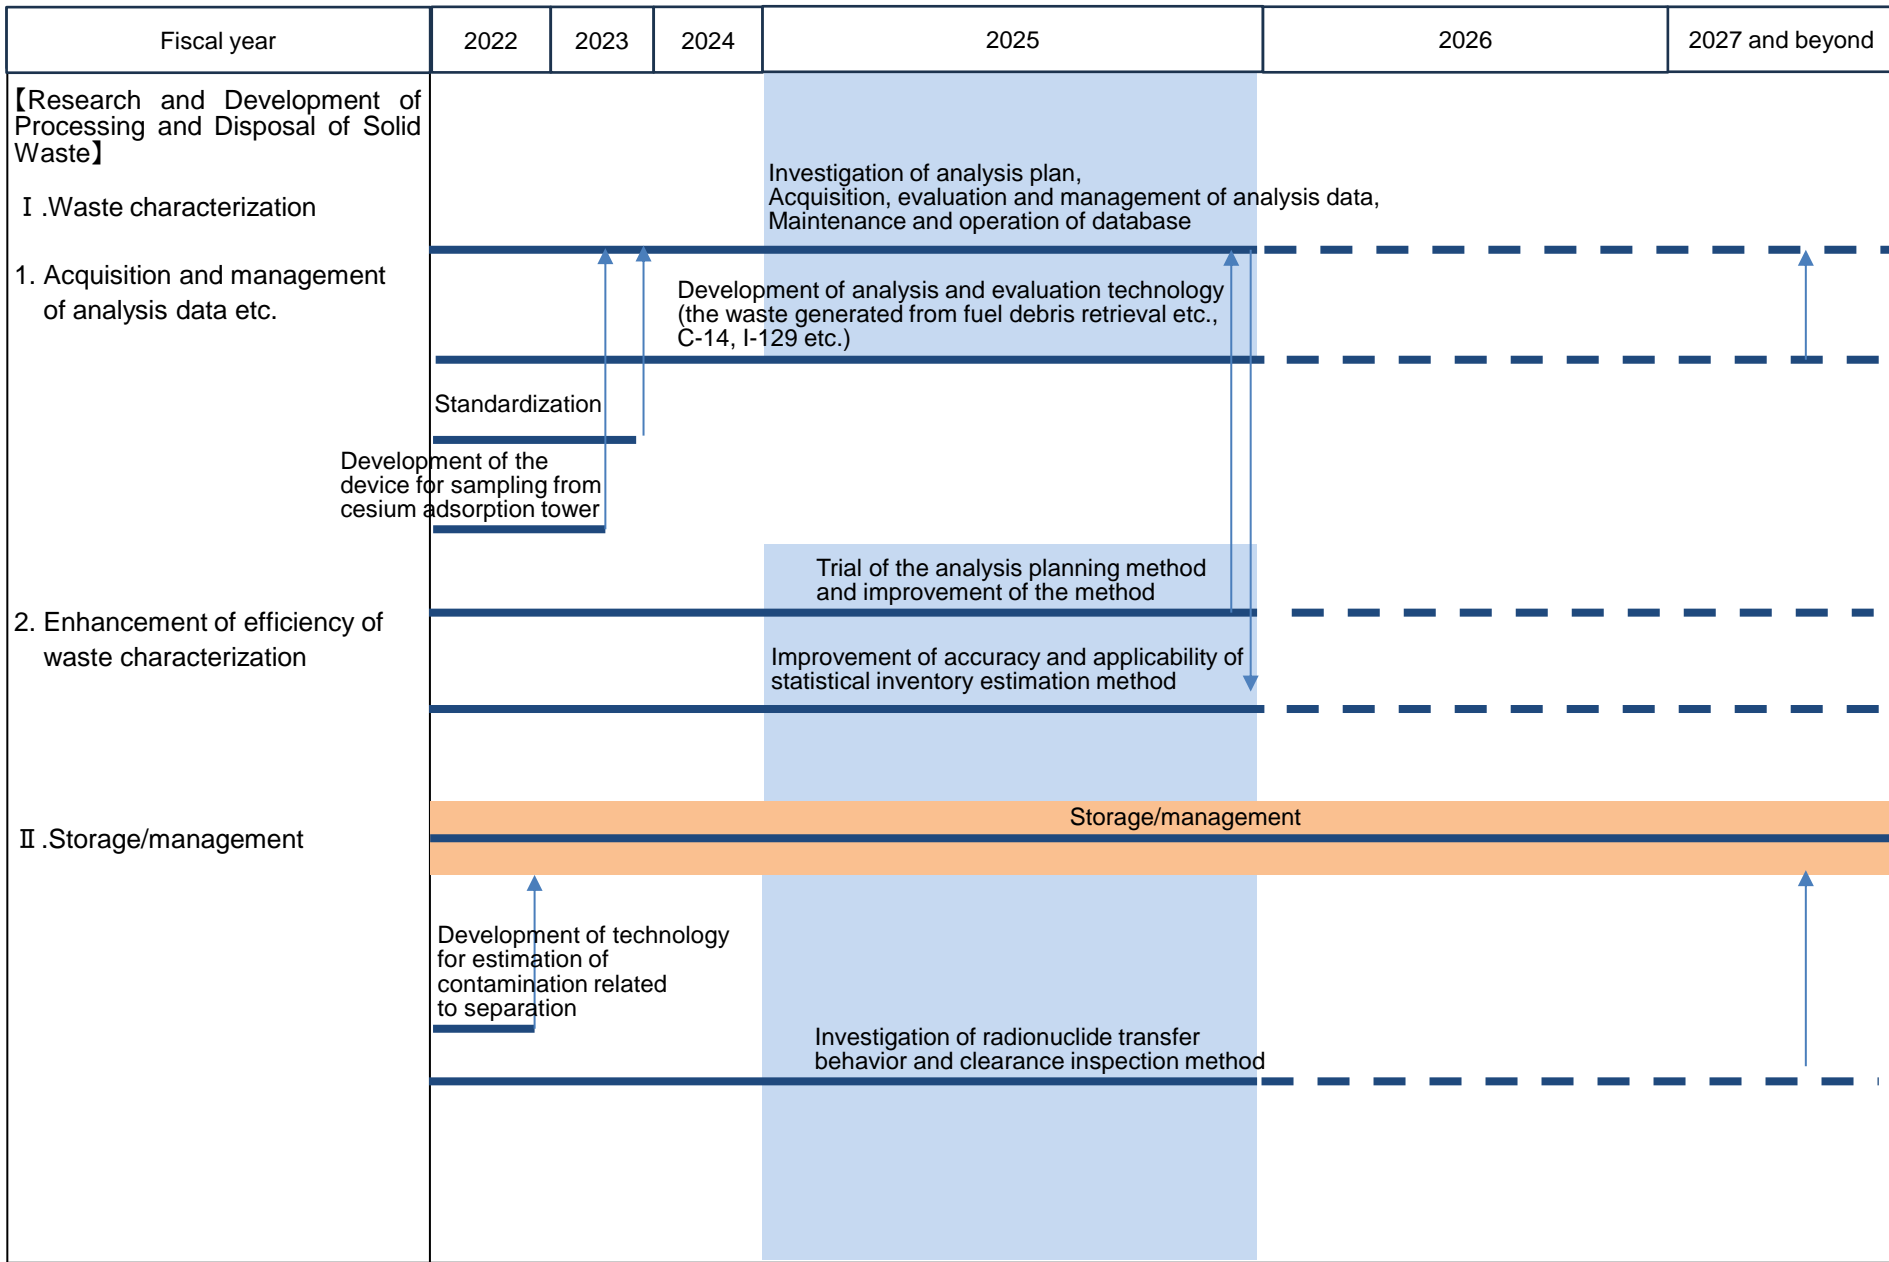 Fiscal year
2022
2023
2024
2025
2026
2027 and beyond
【Research and Development of
Processing and Disposal of Solid
Waste】
Ⅰ.Waste characterization
Investigation of analysis plan,
Acquisition, evaluation and management of analysis data,
Maintenance and operation of database
1. Acquisition and management
of analysis data etc.
Development of analysis and evaluation technology
(the waste generated from fuel debris retrieval etc.,
C-14, I-129 etc.)
Standardization
Development of the
device for sampling from
cesium adsorption tower
Trial of the analysis planning method
and improvement of the method
2. Enhancement of efficiency of
waste characterization
Improvement of accuracy and applicability of
statistical inventory estimation method
Storage/management
Ⅱ.Storage/management
Development of technology
for estimation of
contamination related
to separation
Investigation of radionuclide transfer
behavior and clearance inspection method